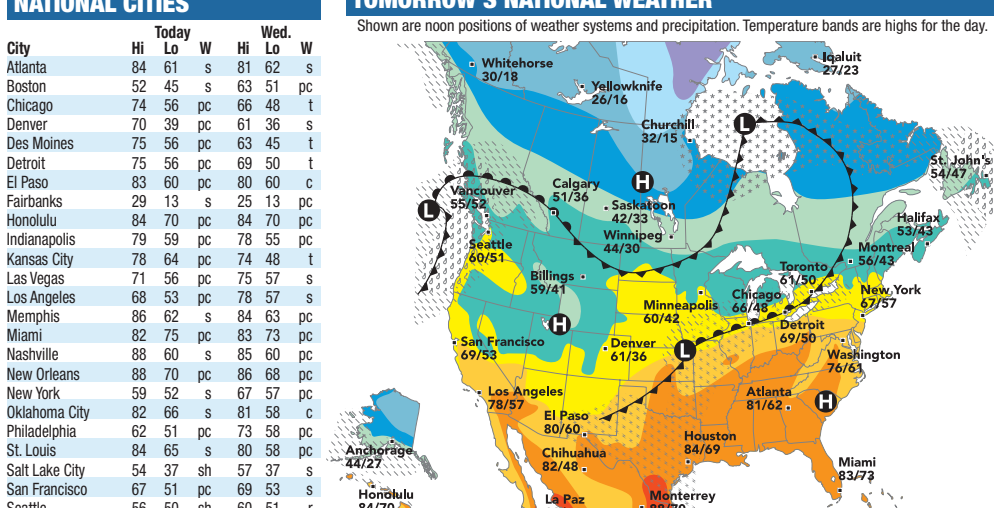 NATIONAL CITIES
Today Wed.
City Hi Lo W Hi Lo W
Atlanta 84 61 s 81 62 s
Boston 52 45 s 63 51 pc
Chicago 74 56 pc 66 48 t
Denver 70 39 pc 61 36 s
Des Moines 75 56 pc 63 45 t
Detroit 75 56 pc 69 50 t
El Paso 83 60 pc 80 60 c
Fairbanks 29 13 s 25 13 pc
Honolulu 84 70 pc 84 70 pc
Indianapolis 79 59 pc 78 55 pc
Kansas City 78 64 pc 74 48 t
Las Vegas 71 56 pc 75 57 s
Los Angeles 68 53 pc 78 57 s
Memphis 86 62 s 84 63 pc
Miami 82 75 pc 83 73 pc
Nashville 88 60 s 85 60 pc
New Orleans 88 70 pc 86 68 pc
New York 59 52 s 67 57 pc
Oklahoma City 82 66 s 81 58 c
Philadelphia 62 51 pc 73 58 pc
St. Louis 84 65 s 80 58 pc
Salt Lake City 54 37 sh 57 37 s
San Francisco 67 51 pc 69 53 s
Seattle 56 50 sh 60 51 r
TOMORROW'S NATIONAL WEATHER
Shown are noon positions of weather systems and precipitation. Temperature bands are highs for the day.
Whitehorse
30/18
Yellowknife
26/16
Iqaluit
27/23
Churchill
32/15
L
St. John's
54/47
H
Vancouver
55/52
Calgary
51/36
Saskatoon
42/33
L
Winnipeg
44/30
Halifax
53/43
Seattle
60/51
Montreal
56/43
Billings
59/41
Toronto
61/50
Minneapolis
60/42
Chicago
66/48
New York
67/57
H
Detroit
69/50
San Francisco
69/53
Denver
61/36
L
Washington
76/61
Los Angeles
78/57
Atlanta
81/62
H
El Paso
80/60
Houston
84/69
Anchorage
44/27
Chihuahua
82/48
Miami
83/73
Honolulu
84/70
La Paz
Monterrey
88/70